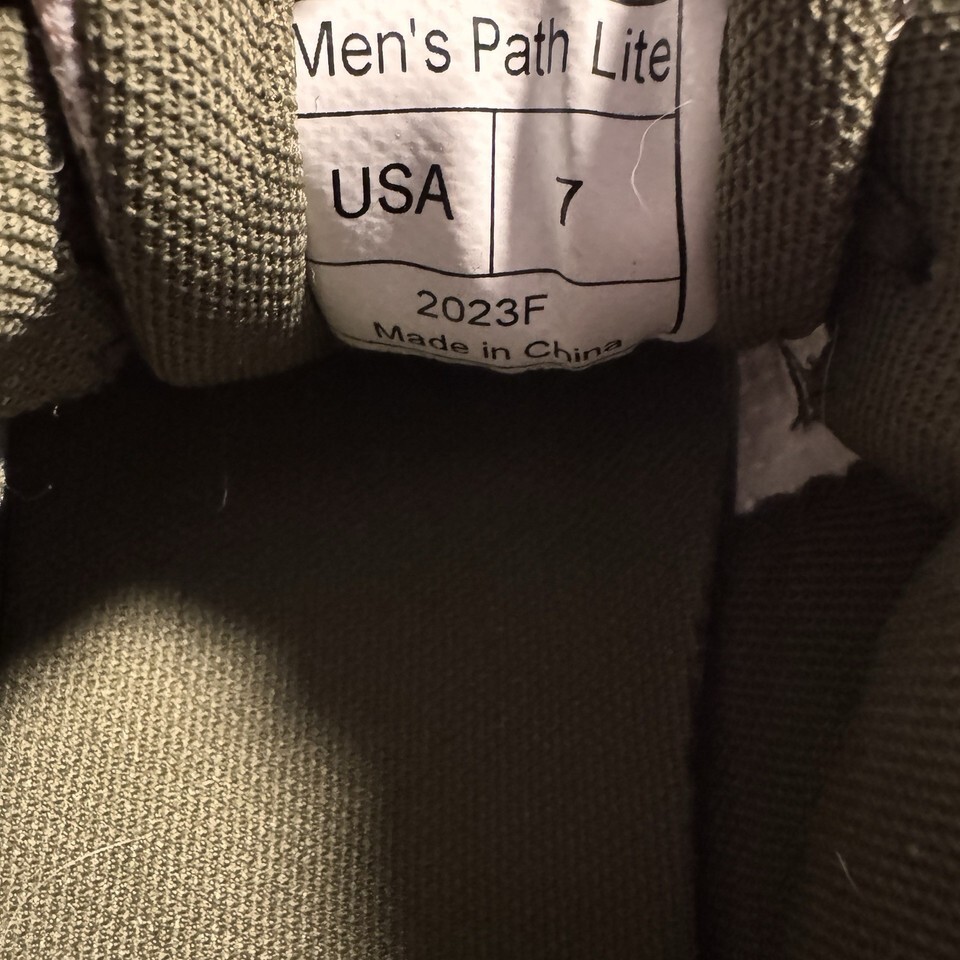 Men's Path Lite
USA 7
2023F
Made in China